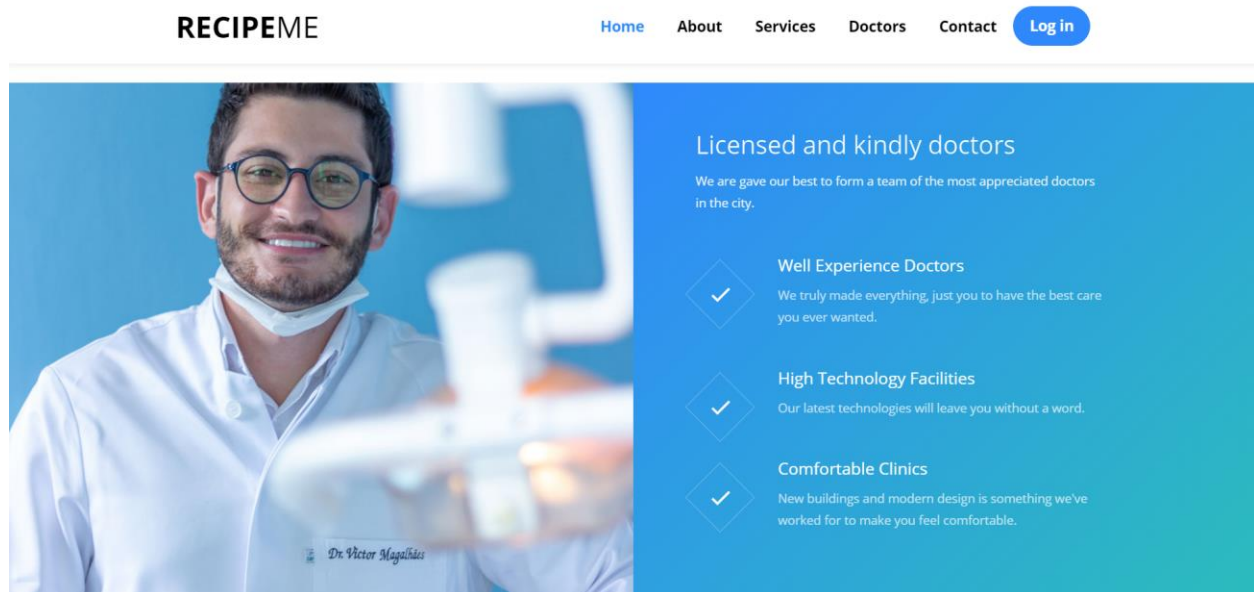 RECIPEME
Home About Services Doctors Contact Log in
Licensed and kindly doctors
We are gave our best to form a team of the most appreciated doctors
in the city.
Well Experience Doctors
We truly made everything, just you to have the best care
you ever wanted.
High Technology Facilities
Our latest technologies will leave you without a word.
Comfortable Clinics
New buildings and modern design is something we've
worked for to make you feel comfortable.
Dr. Victor Magalhães